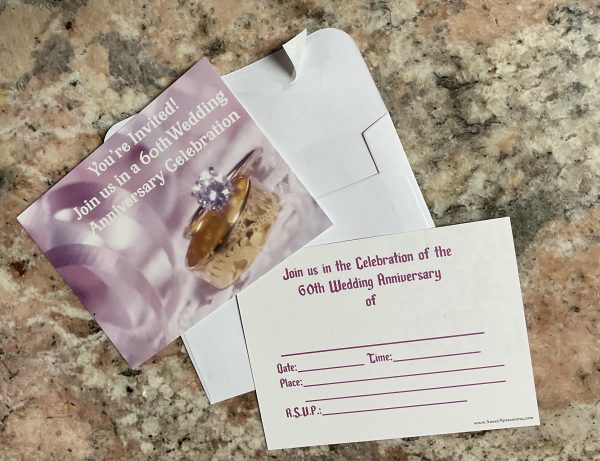 You're Invited!
Join us in a 60th Wedding
Anniversary Celebration
Join us in the Celebration of the
60th Wedding Anniversary
of
Date: Time:
Place:
R.S.V.P.: